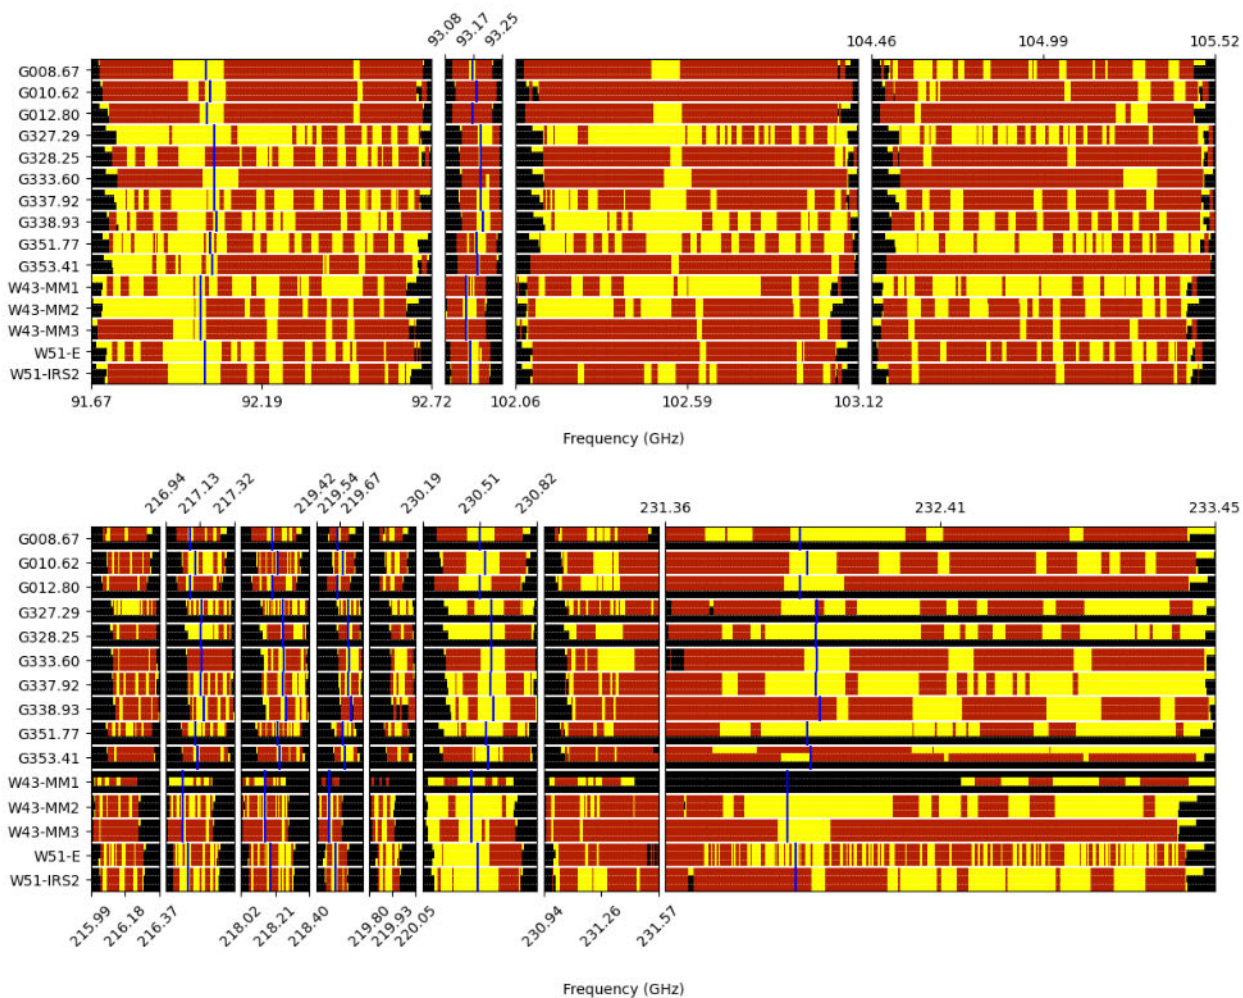 93.08 93.17 93.25 104.46 104.99 105.52
G008.67
G010.62
G012.80
G327.29
G328.25
G333.60
G337.92
G338.93
G351.77
G353.41
W43-MM1
W43-MM2
W43-MM3
W51-E
W51-IRS2
91.67 92.19 92.72 102.06 102.59 103.12
Frequency (GHz)
216.94 217.13 217.32 219.42 219.54 219.67 230.19 230.51 230.82 231.36 232.41 233.45
G008.67
G010.62
G012.80
G327.29
G328.25
G333.60
G337.92
G338.93
G351.77
G353.41
W43-MM1
W43-MM2
W43-MM3
W51-E
W51-IRS2
215.99 216.18 216.37 218.02 218.21 218.40 219.80 219.93 220.05 230.94 231.26 231.57
Frequency (GHz)